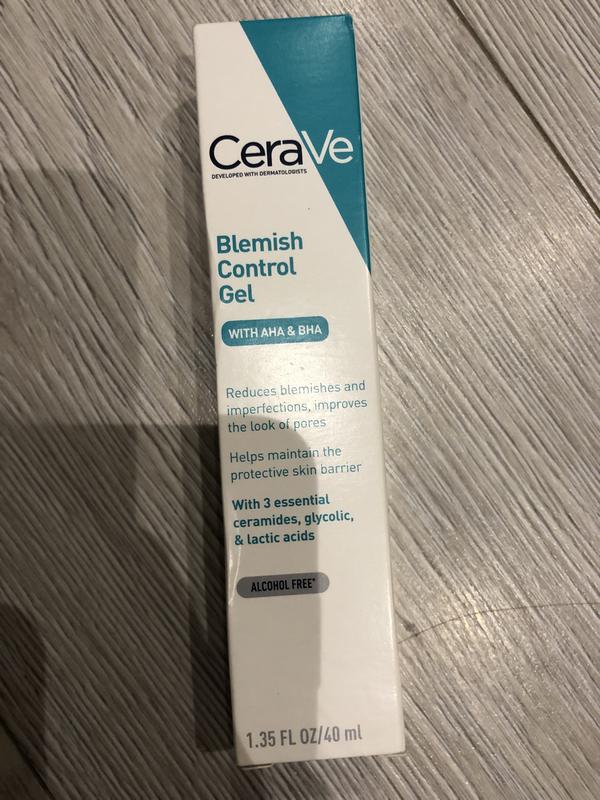 CeraVe
DEVELOPED WITH DERMATOLOGISTS
Blemish
Control
Gel
WITH AHA & BHA
Reduces blemishes and
imperfections, improves
the look of pores
Helps maintain the
protective skin barrier
With 3 essential
ceramides, glycolic,
& lactic acids
ALCOHOL FREE*
1.35 FL OZ/40 ml